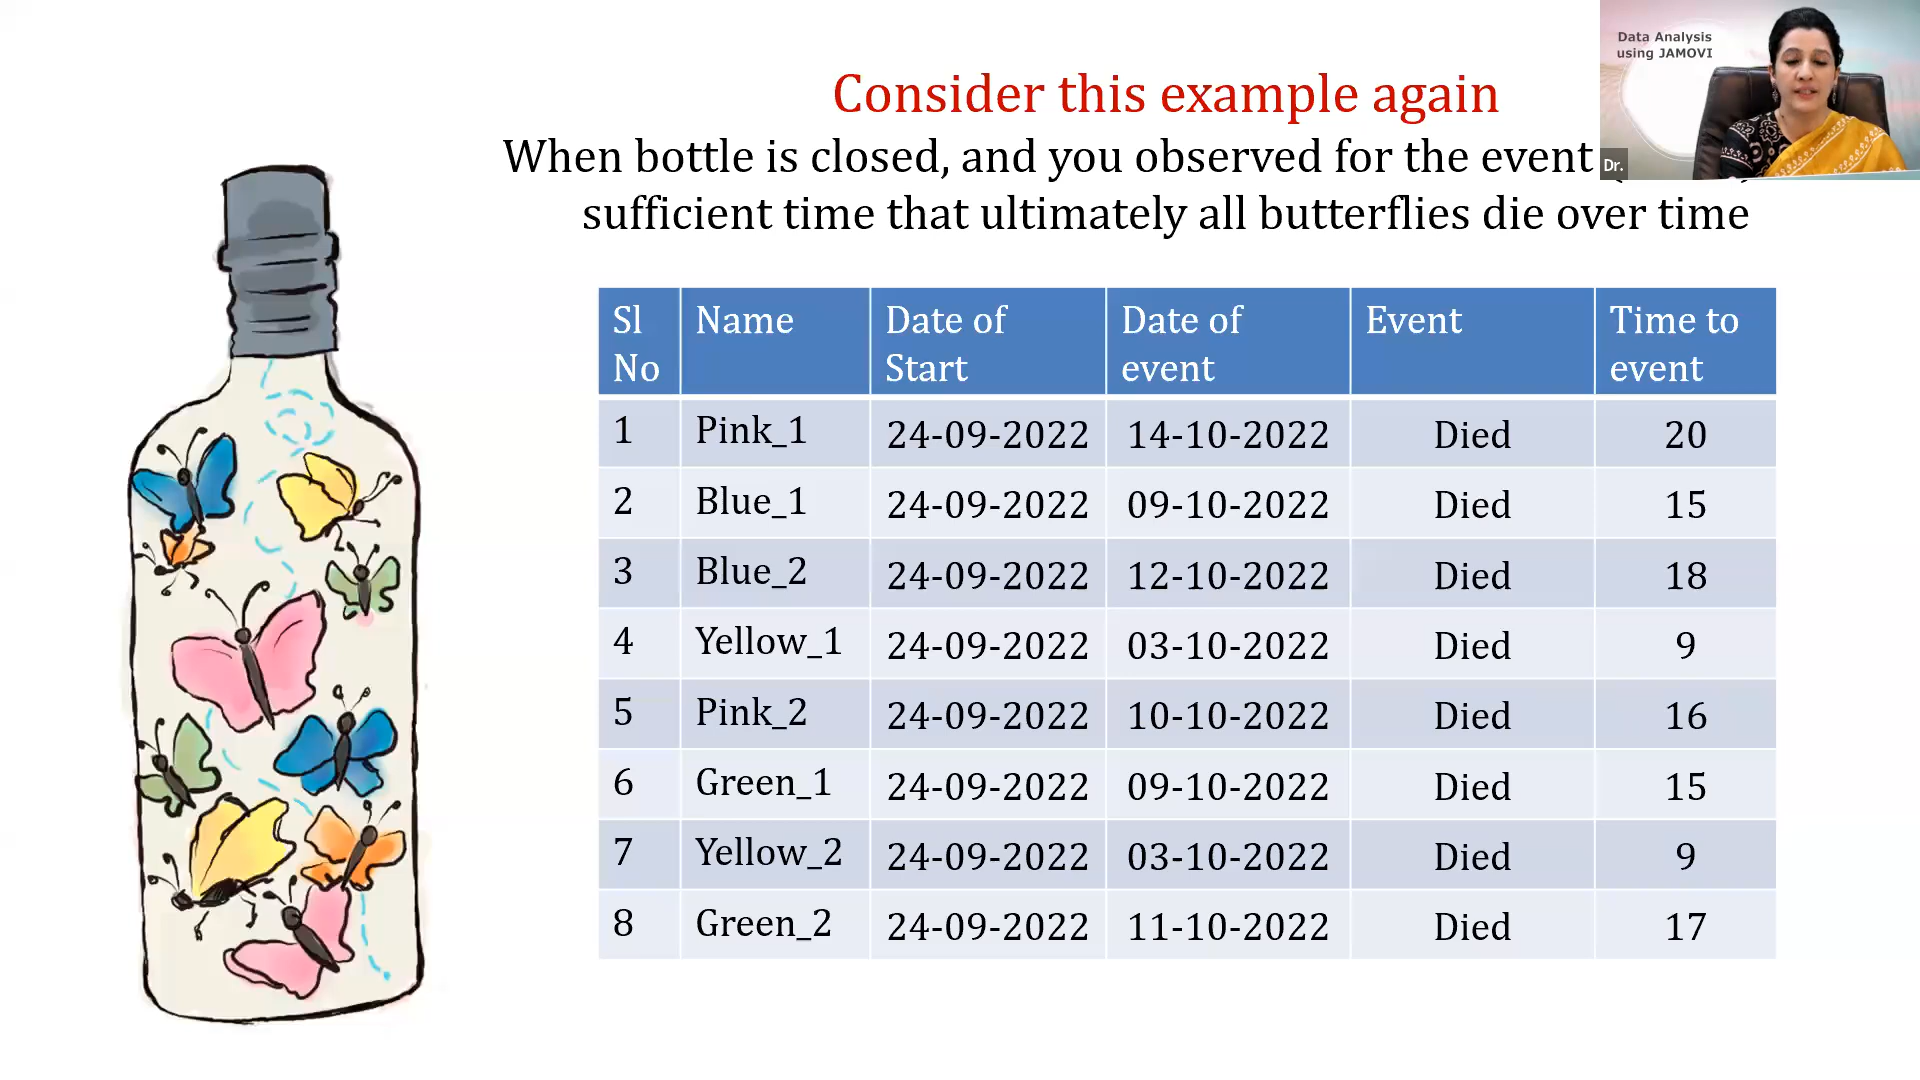 Data Analysis
using JAMOVI
Dr.
Consider this example again
When bottle is closed, and you observed for the event
sufficient time that ultimately all butterflies die over time
Sl No Name Date of Start Date of event Event Time to event
1 Pink_1 24-09-2022 14-10-2022 Died 20
2 Blue_1 24-09-2022 09-10-2022 Died 15
3 Blue_2 24-09-2022 12-10-2022 Died 18
4 Yellow_1 24-09-2022 03-10-2022 Died 9
5 Pink_2 24-09-2022 10-10-2022 Died 16
6 Green_1 24-09-2022 09-10-2022 Died 15
7 Yellow_2 24-09-2022 03-10-2022 Died 9
8 Green_2 24-09-2022 11-10-2022 Died 17